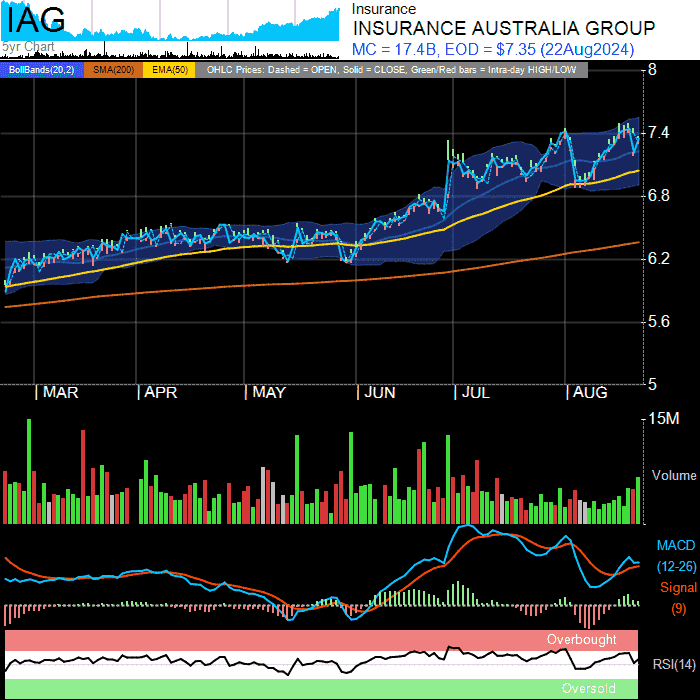 IAG
5yr Chart
Insurance
INSURANCE AUSTRALIA GROUP
MC = 17.4B, EOD = $7.35 (22Aug2024)
BollBands(20,2) SMA(200) EMA(50) OHLC Prices: Dashed = OPEN, Solid = CLOSE, Green/Red bars = Intra-day HIGH/LOW
8
7.4
6.8
6.2
5.6
5
| MAR | APR | MAY | JUN | JUL | AUG
15M
Volume
MACD
(12-26)
Signal
(9)
Overbought
RSI(14)
Oversold